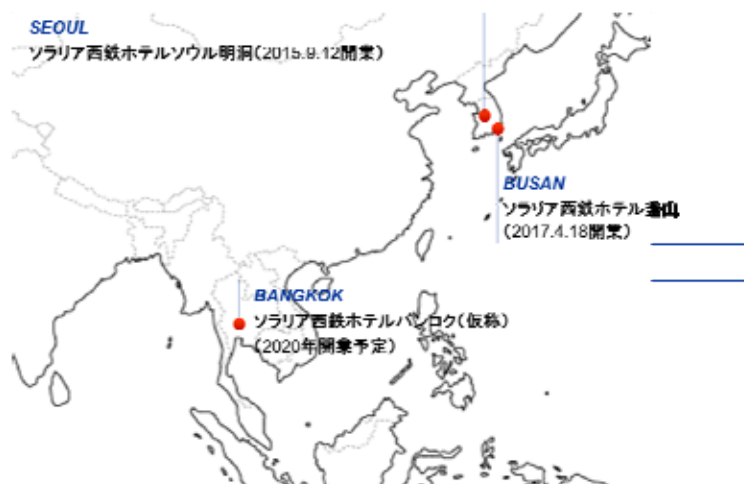 SEOUL
ソラリア西鉄ホテルソウル明洞(2015.9.12開業)
BUSAN
ソラリア西鉄ホテル釜山
(2017.4.18開業)
BANGKOK
ソラリア西鉄ホテルバンコク(仮称)
(2020年開業予定)